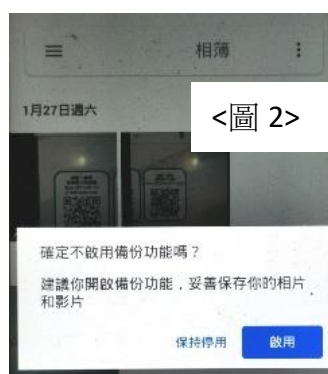 相簿
1月27日週六
<圖 2>
確定不啟用備份功能嗎？
建議你開啟備份功能，妥善保存你的相片
和影片
保持停用
啟用